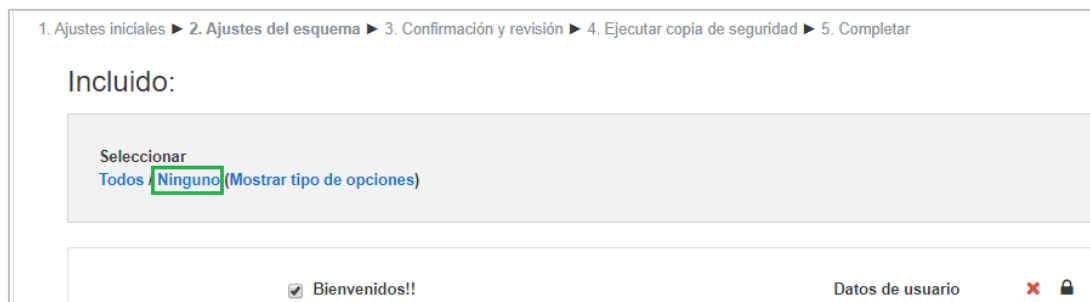 1. Ajustes iniciales ► 2. Ajustes del esquema ► 3. Confirmación y revisión ► 4. Ejecutar copia de seguridad ► 5. Completar
Incluido:
Seleccionar
Todos / Ninguno (Mostrar tipo de opciones)
Bienvenidos!! Datos de usuario